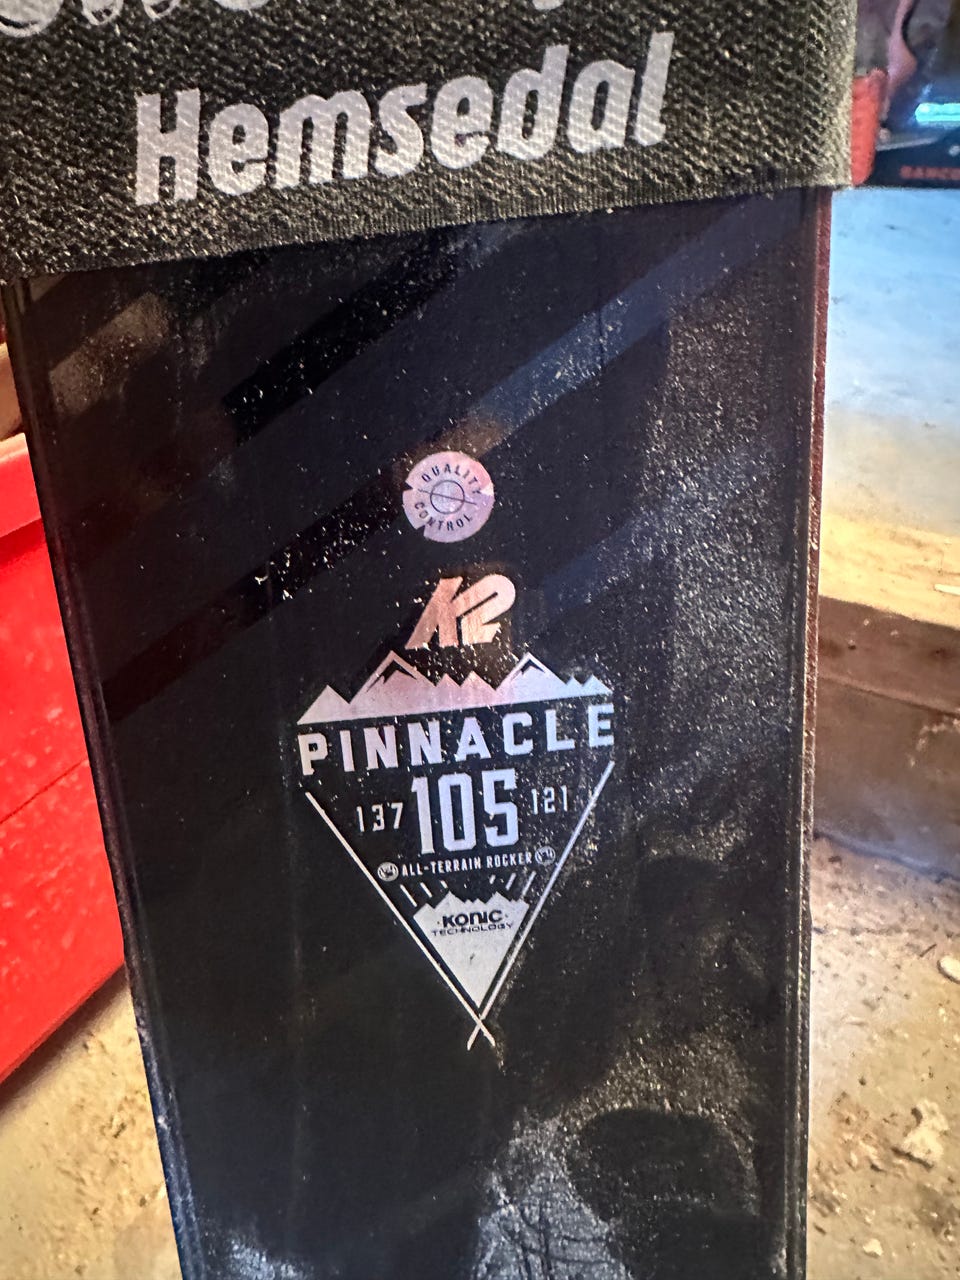 Hemsedal
QUALITY
CONTROL
K2
PINNACLE
137 105 121
ALL-TERRAIN ROCKER
·KONIC·
TECHNOLOGY